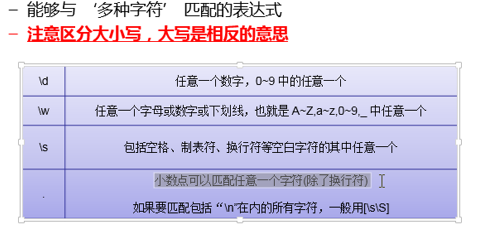 – 能够与 ‘多种字符’ 匹配的表达式
– 注意区分大小写，大写是相反的意思
\d 任意一个数字，0~9 中的任意一个
\w 任意一个字母或数字或下划线，也就是 A~Z,a~z,0~9,_ 中任意一个
\s 包括空格、制表符、换行符等空白字符的其中任意一个
. 小数点可以匹配任意一个字符(除了换行符)
如果要匹配包括“\n”在内的所有字符，一般用[\s\S]